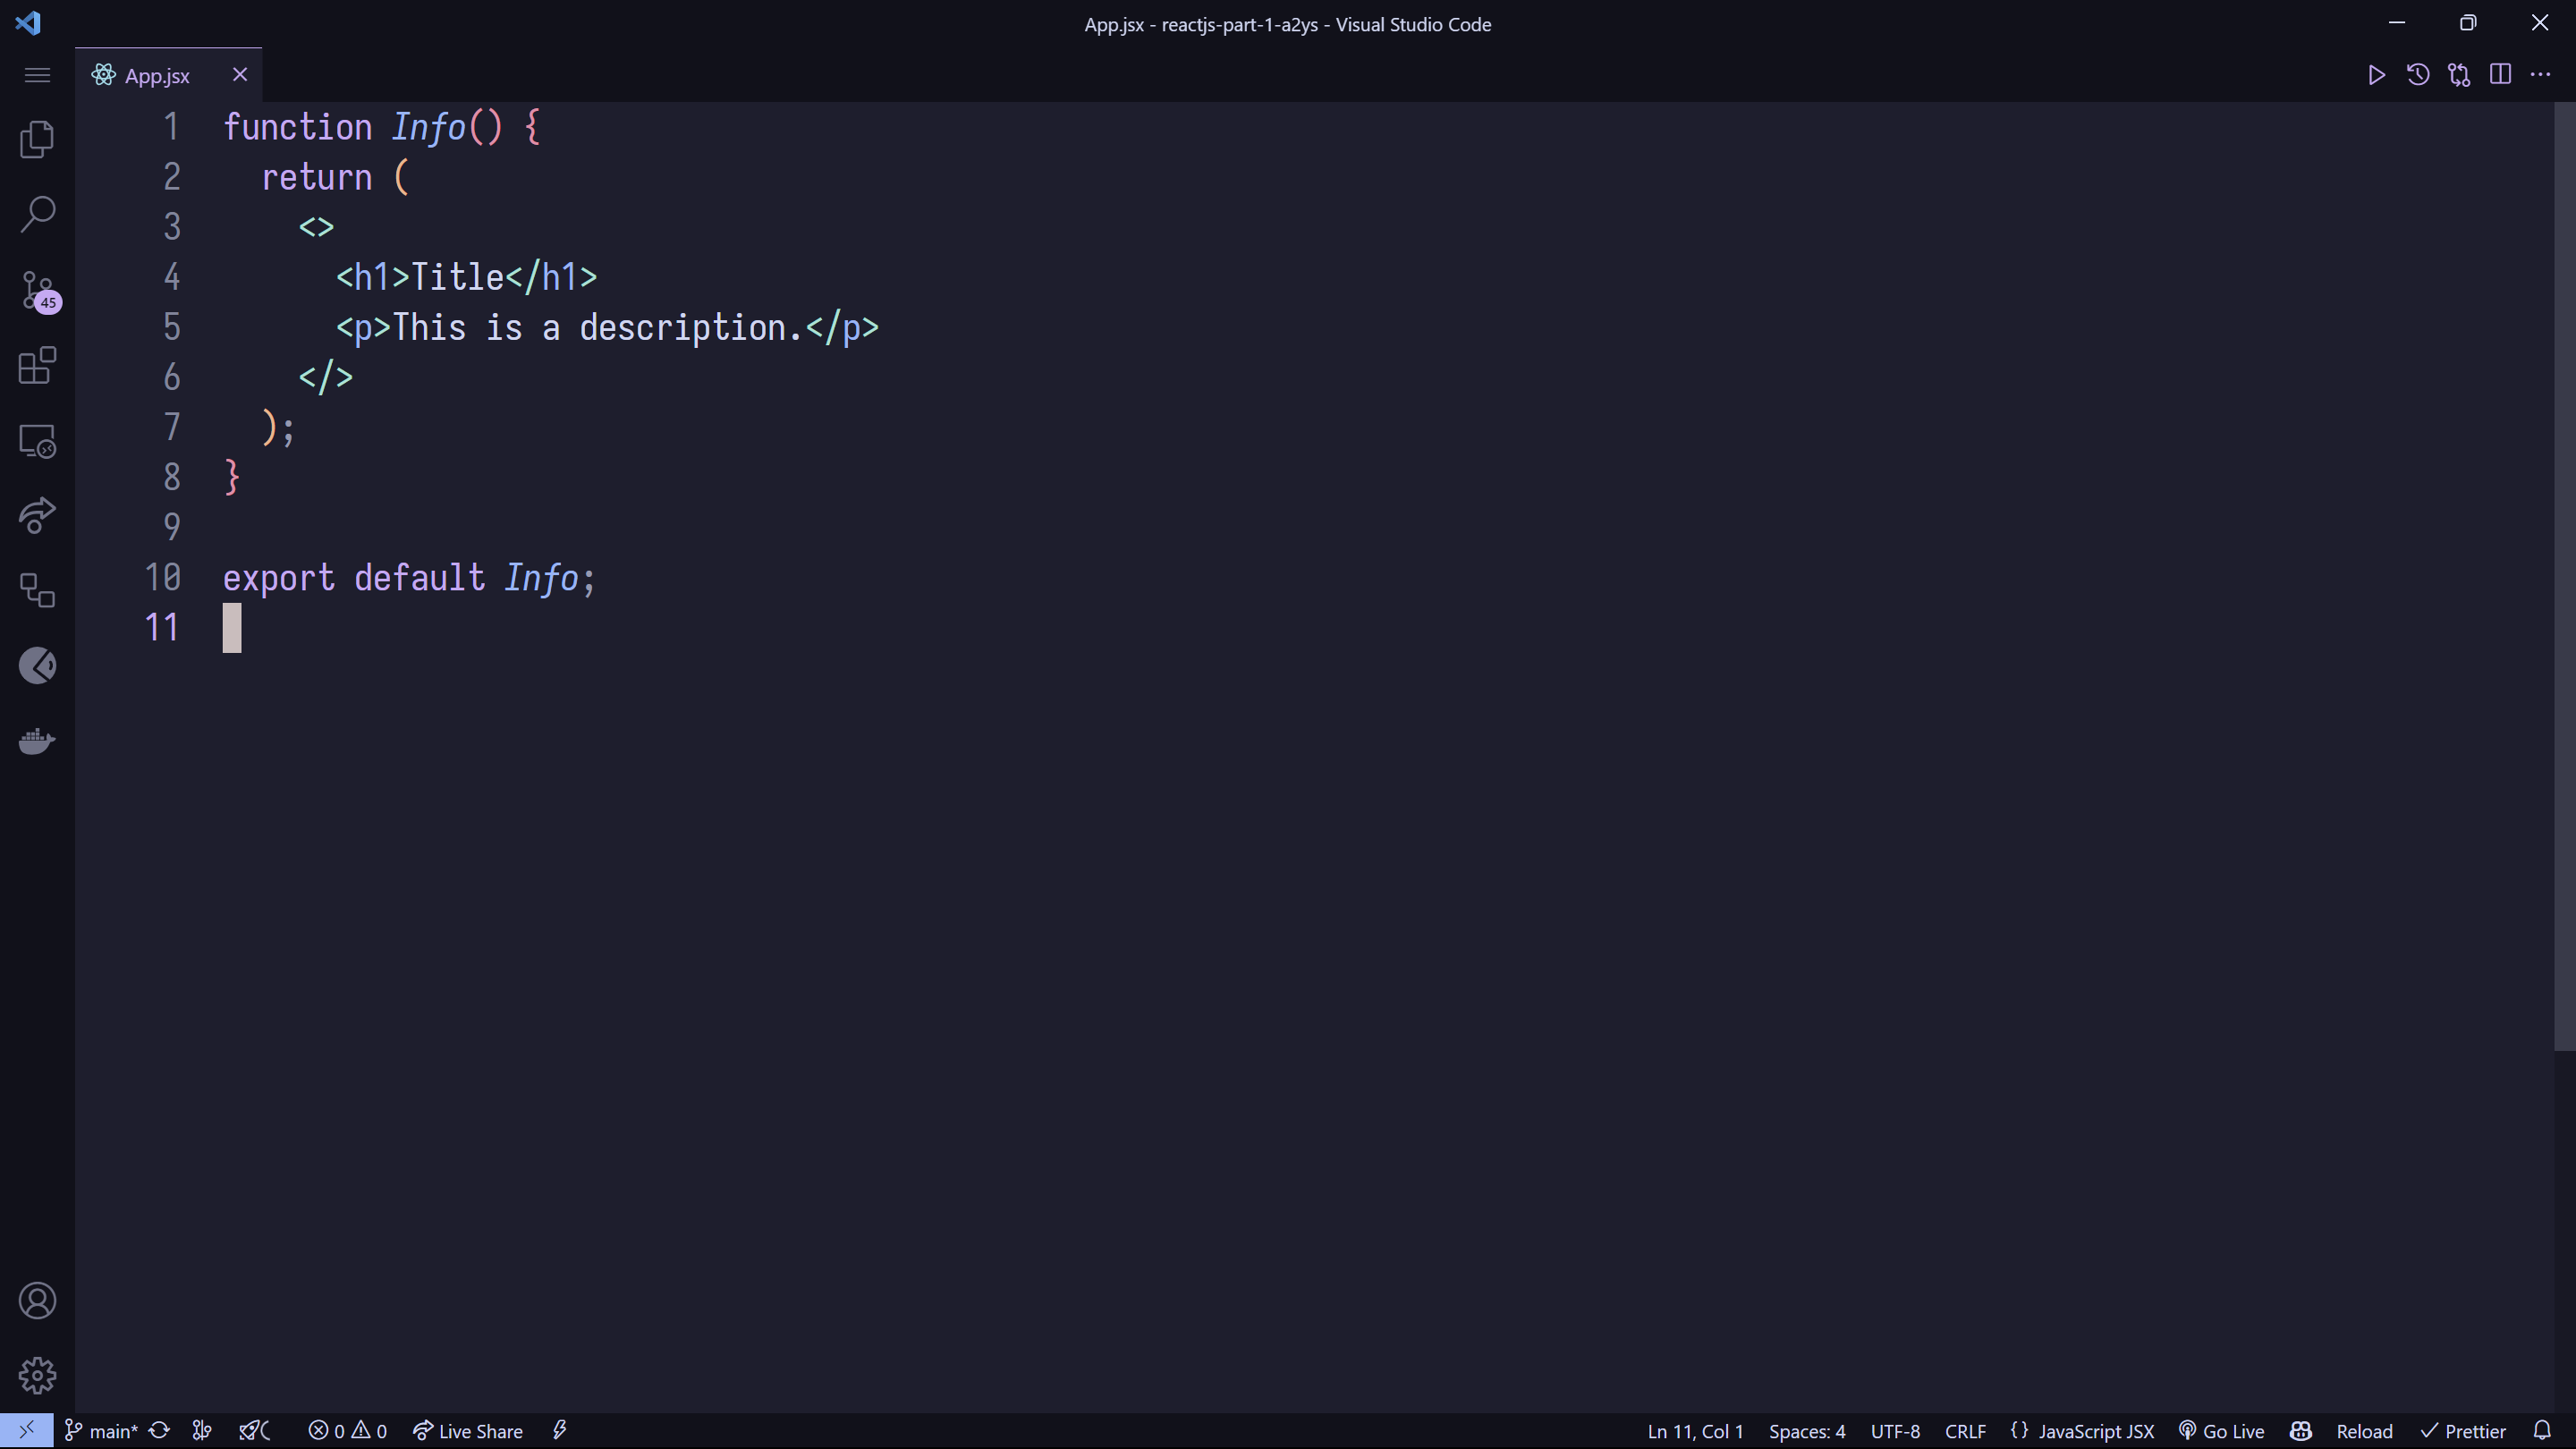 App.jsx - reactjs-part-1-a2ys - Visual Studio Code
App.jsx
1 function Info() {
2   return (
3     <>
4       <h1>Title</h1>
5       <p>This is a description.</p>
6     </>
7   );
8 }
9
10 export default Info;
11
45
main* 0 0 Live Share Ln 11, Col 1 Spaces: 4 UTF-8 CRLF {} JavaScript JSX Go Live Reload Prettier